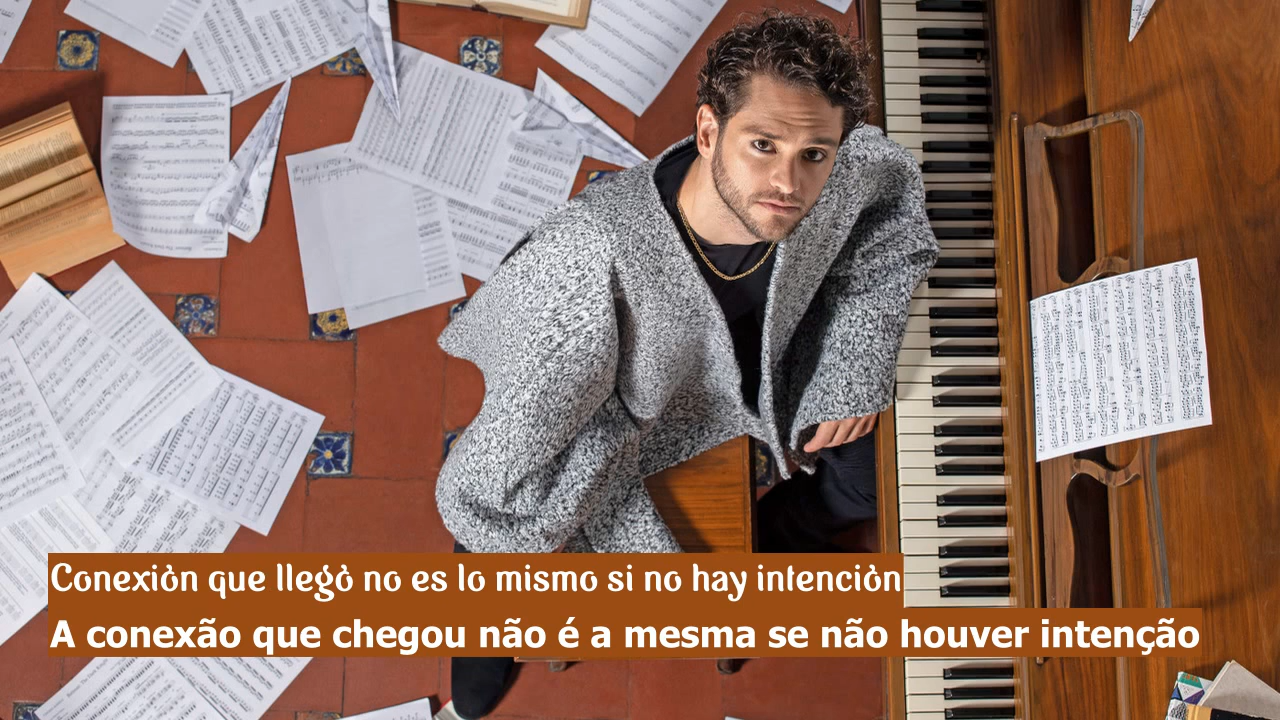 Conexión que llegó no es lo mismo si no hay intención
A conexão que chegou não é a mesma se não houver intenção